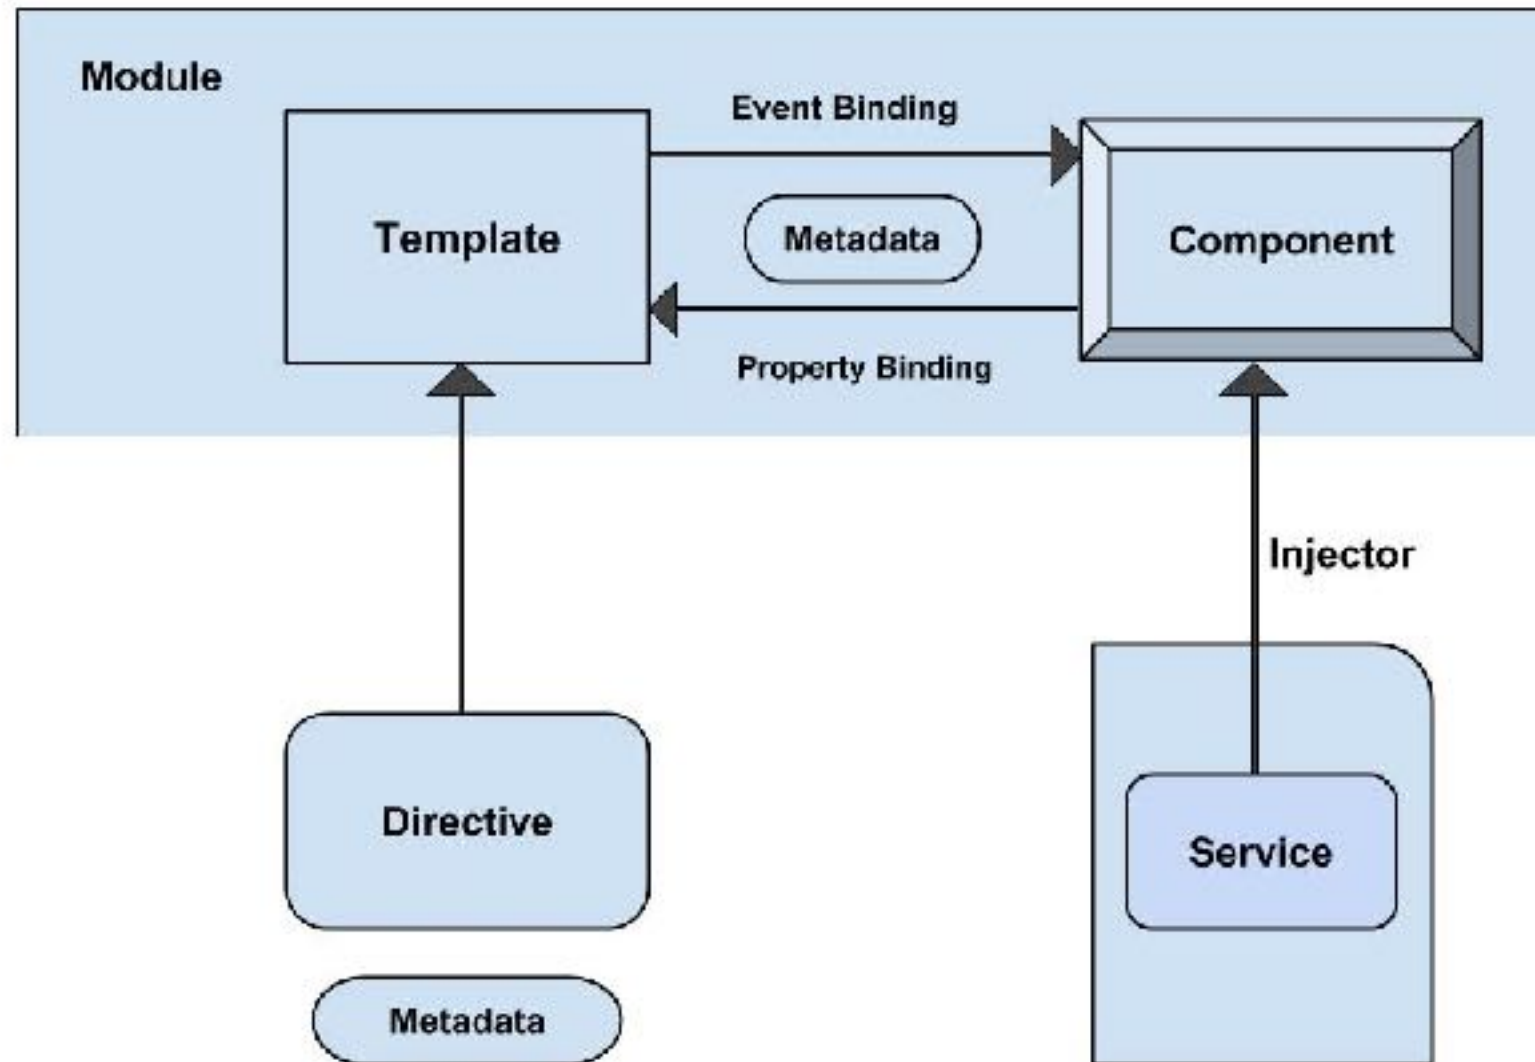 Module
Event Binding
Template
Metadata
Component
Property Binding
Injector
Directive
Service
Metadata